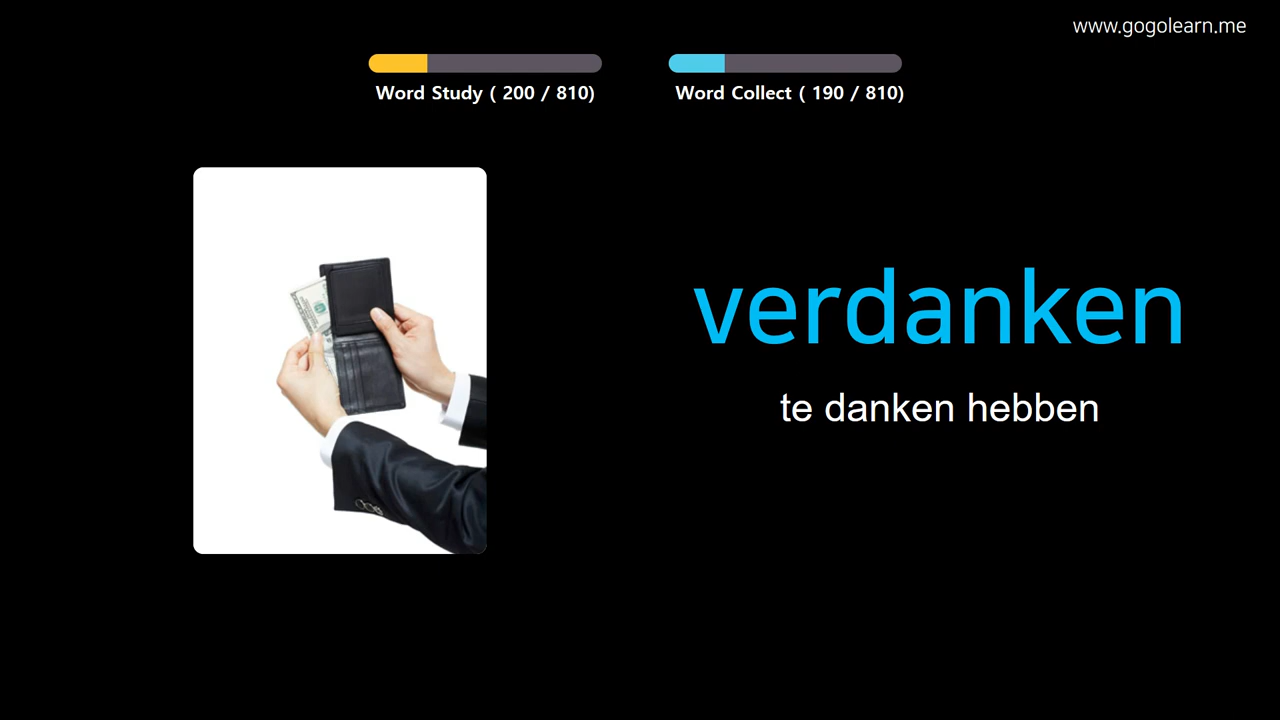 www.gogolearn.me
Word Study ( 200 / 810)
Word Collect ( 190 / 810)
verdanken
te danken hebben